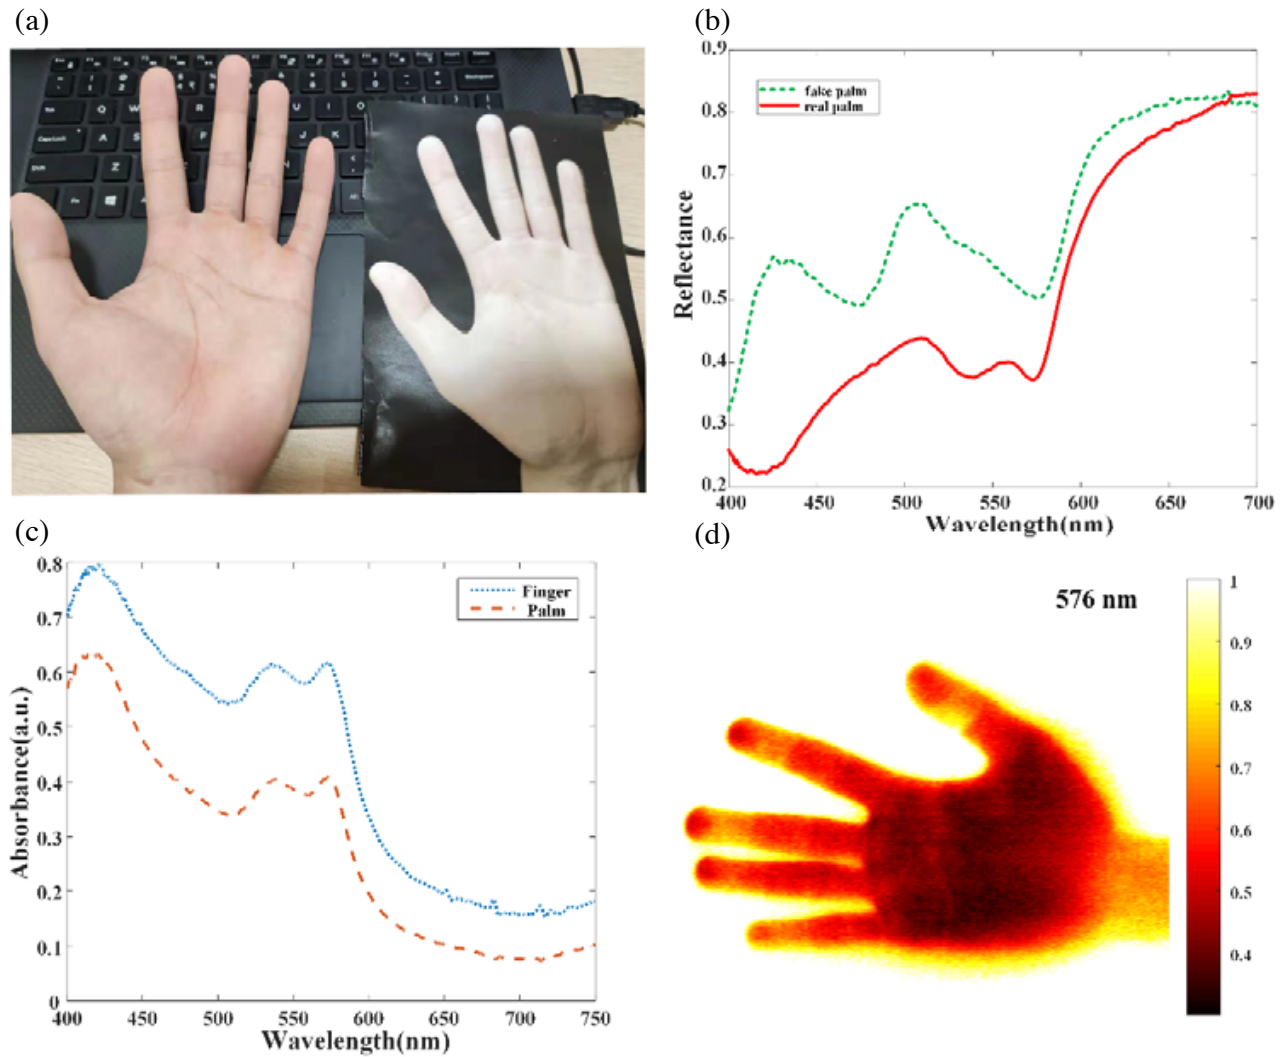 (a)
(b)
0.9
0.8
0.7
0.6
0.5
0.4
0.3
0.2
fake palm
real palm
Reflectance
400 450 500 550 600 650 700
Wavelength(nm)
(c)
0.8
0.7
0.6
0.5
0.4
0.3
0.2
0.1
0
Finger
Palm
Absorbance(a.u.)
400 450 500 550 600 650 700 750
Wavelength(nm)
(d)
576 nm
1
0.9
0.8
0.7
0.6
0.5
0.4